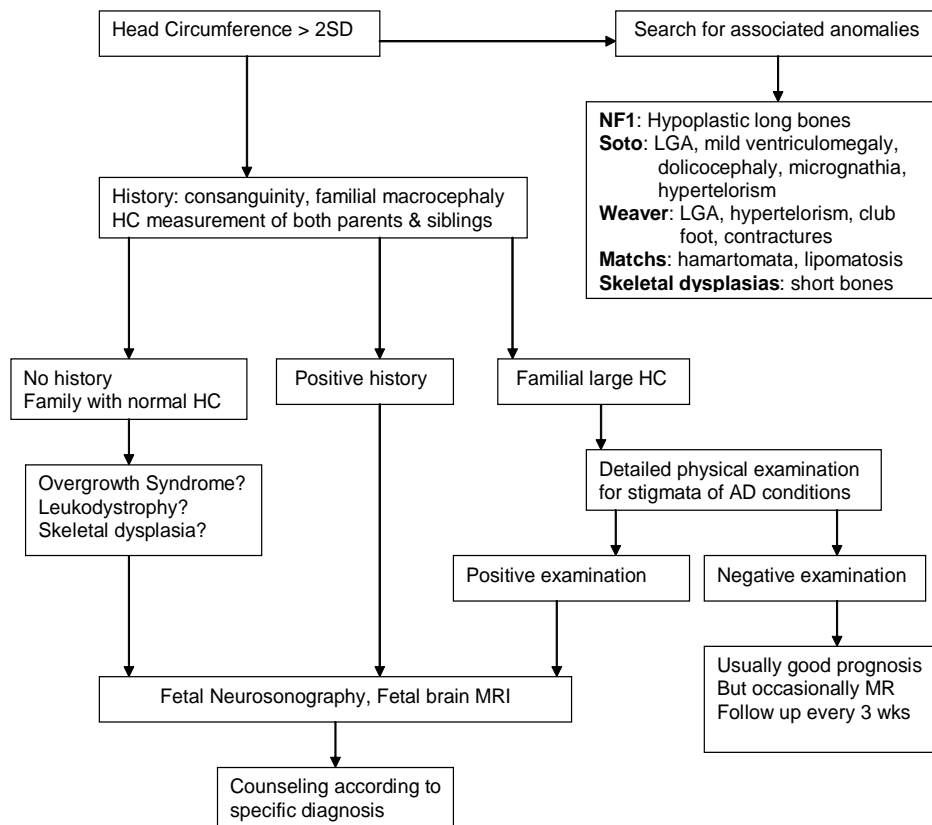 Head Circumference > 2SD
Search for associated anomalies
NF1: Hypoplastic long bones
Soto: LGA, mild ventriculomegaly,
dolicocephaly, micrognathia,
hypertelorism
Weaver: LGA, hypertelorism, club
foot, contractures
Matchs: hamartomata, lipomatosis
Skeletal dysplasias: short bones
History: consanguinity, familial macrocephaly
HC measurement of both parents & siblings
No history
Family with normal HC
Positive history
Familial large HC
Overgrowth Syndrome?
Leukodystrophy?
Skeletal dysplasia?
Detailed physical examination
for stigmata of AD conditions
Positive examination
Negative examination
Usually good prognosis
But occasionally MR
Follow up every 3 wks
Fetal Neurosonography, Fetal brain MRI
Counseling according to
specific diagnosis